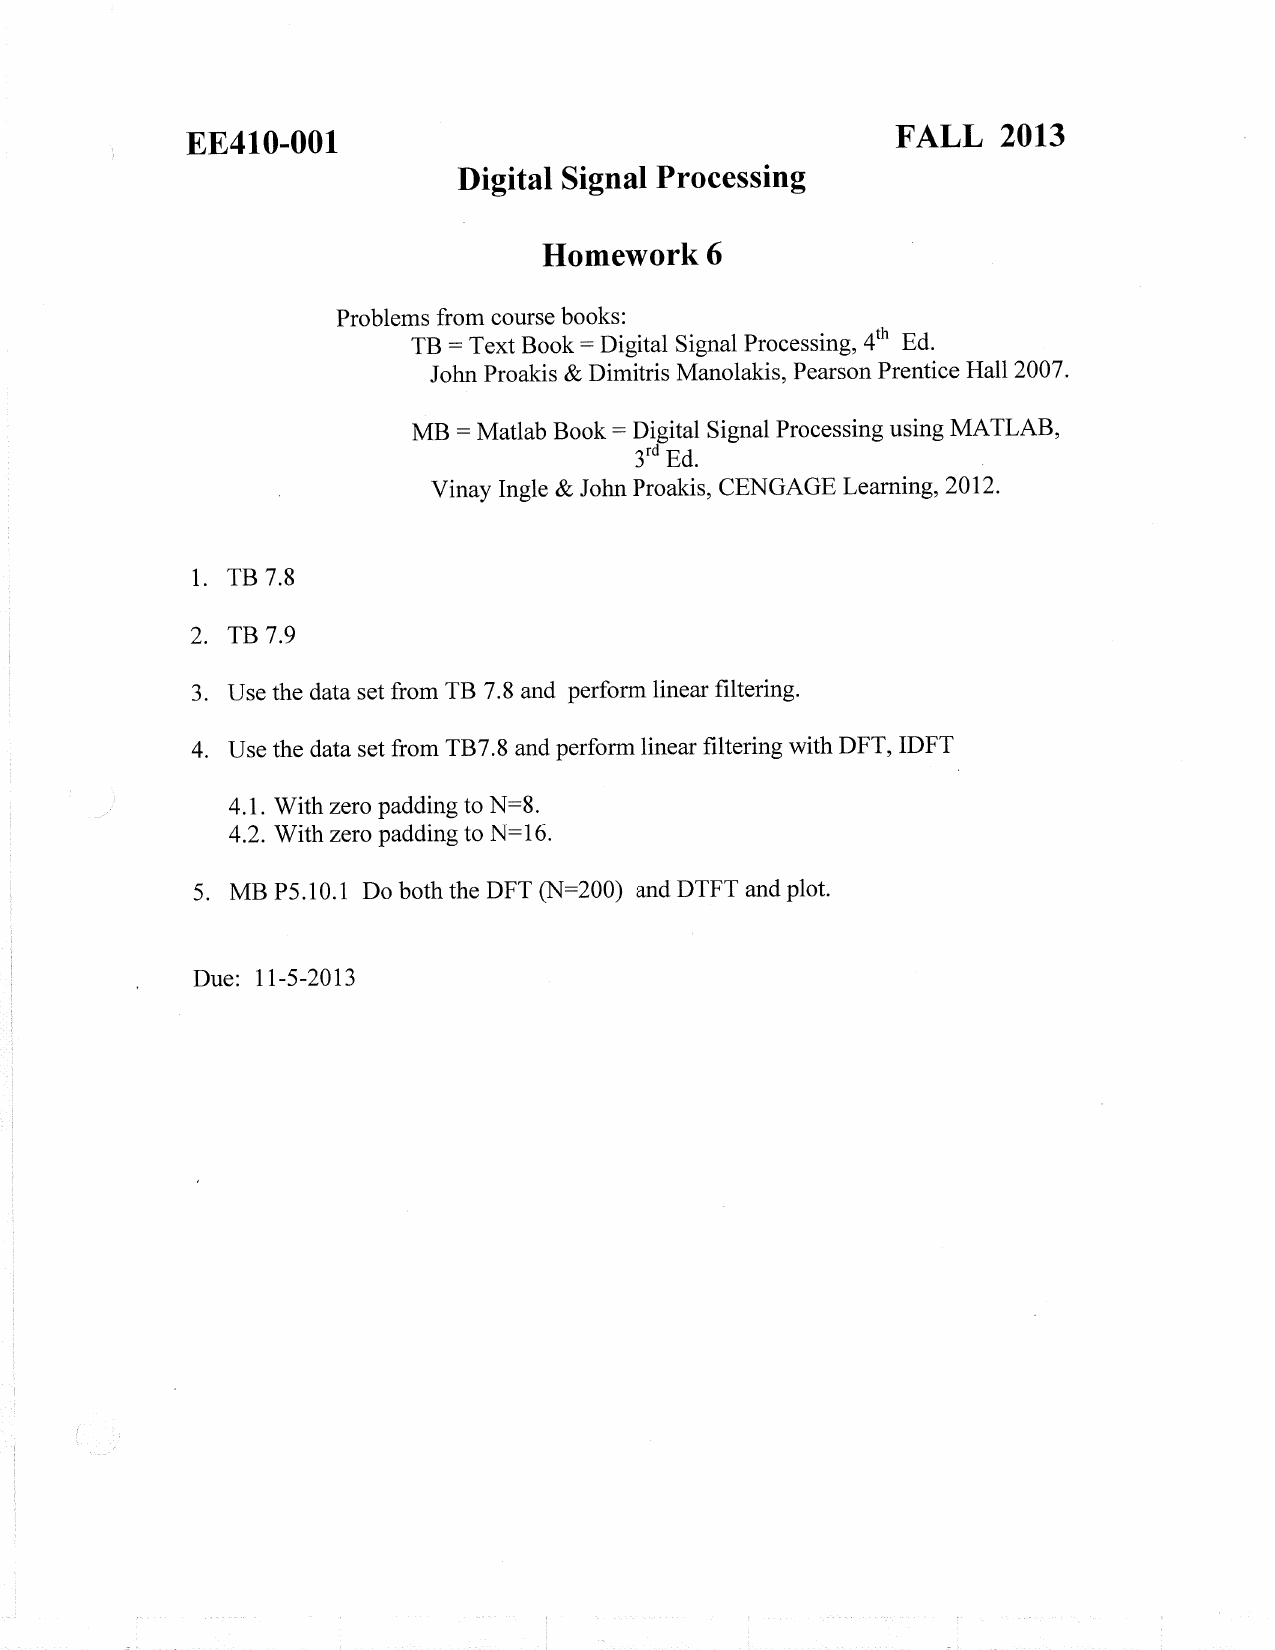 EE410-001 FALL 2013
Digital Signal Processing
Homework 6
Problems from course books:
TB = Text Book = Digital Signal Processing, 4th Ed.
John Proakis & Dimitris Manolakis, Pearson Prentice Hall 2007.
MB = Matlab Book = Digital Signal Processing using MATLAB,
3rd Ed.
Vinay Ingle & John Proakis, CENGAGE Learning, 2012.
1. TB 7.8
2. TB 7.9
3. Use the data set from TB 7.8 and perform linear filtering.
4. Use the data set from TB7.8 and perform linear filtering with DFT, IDFT
4.1. With zero padding to N=8.
4.2. With zero padding to N=16.
5. MB P5.10.1 Do both the DFT (N=200) and DTFT and plot.
Due: 11-5-2013